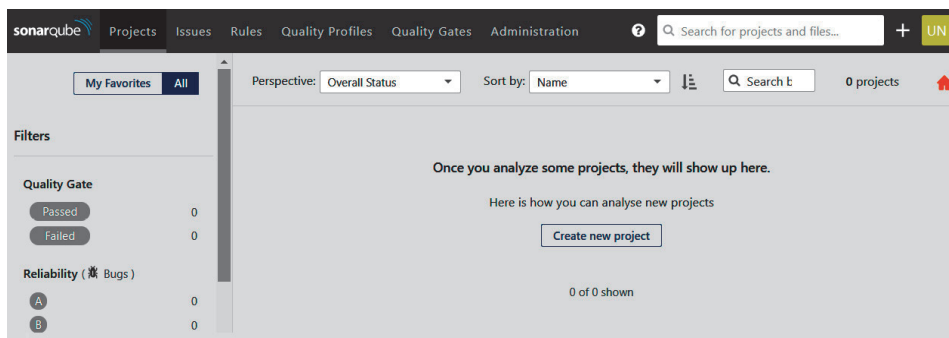 sonarqube Projects Issues Rules Quality Profiles Quality Gates Administration ? Search for projects and files... + UN
My Favorites All Perspective: Overall Status Sort by: Name Search b 0 projects
Filters
Once you analyze some projects, they will show up here.
Quality Gate
Here is how you can analyse new projects
Passed 0
Failed 0 Create new project
Reliability ( Bugs )
0 of 0 shown
A 0
B 0